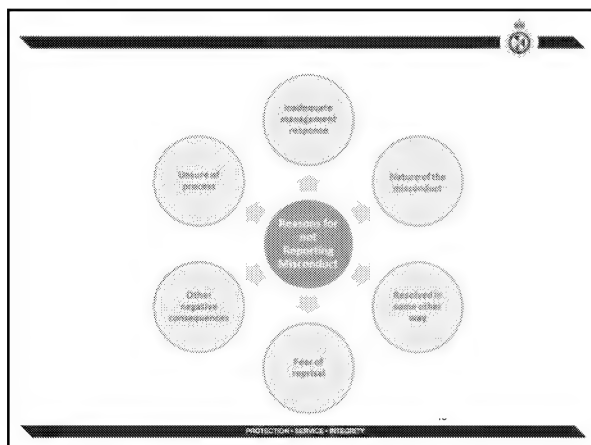 Inadequate
management
response
Nature of the
misconduct
Resolved in
some other
way
Fear of
reprisal
Other
negative
consequences
Unsure of
process
Reasons for
not
Reporting
Misconduct
PROTECTION • SERVICE • INTEGRITY